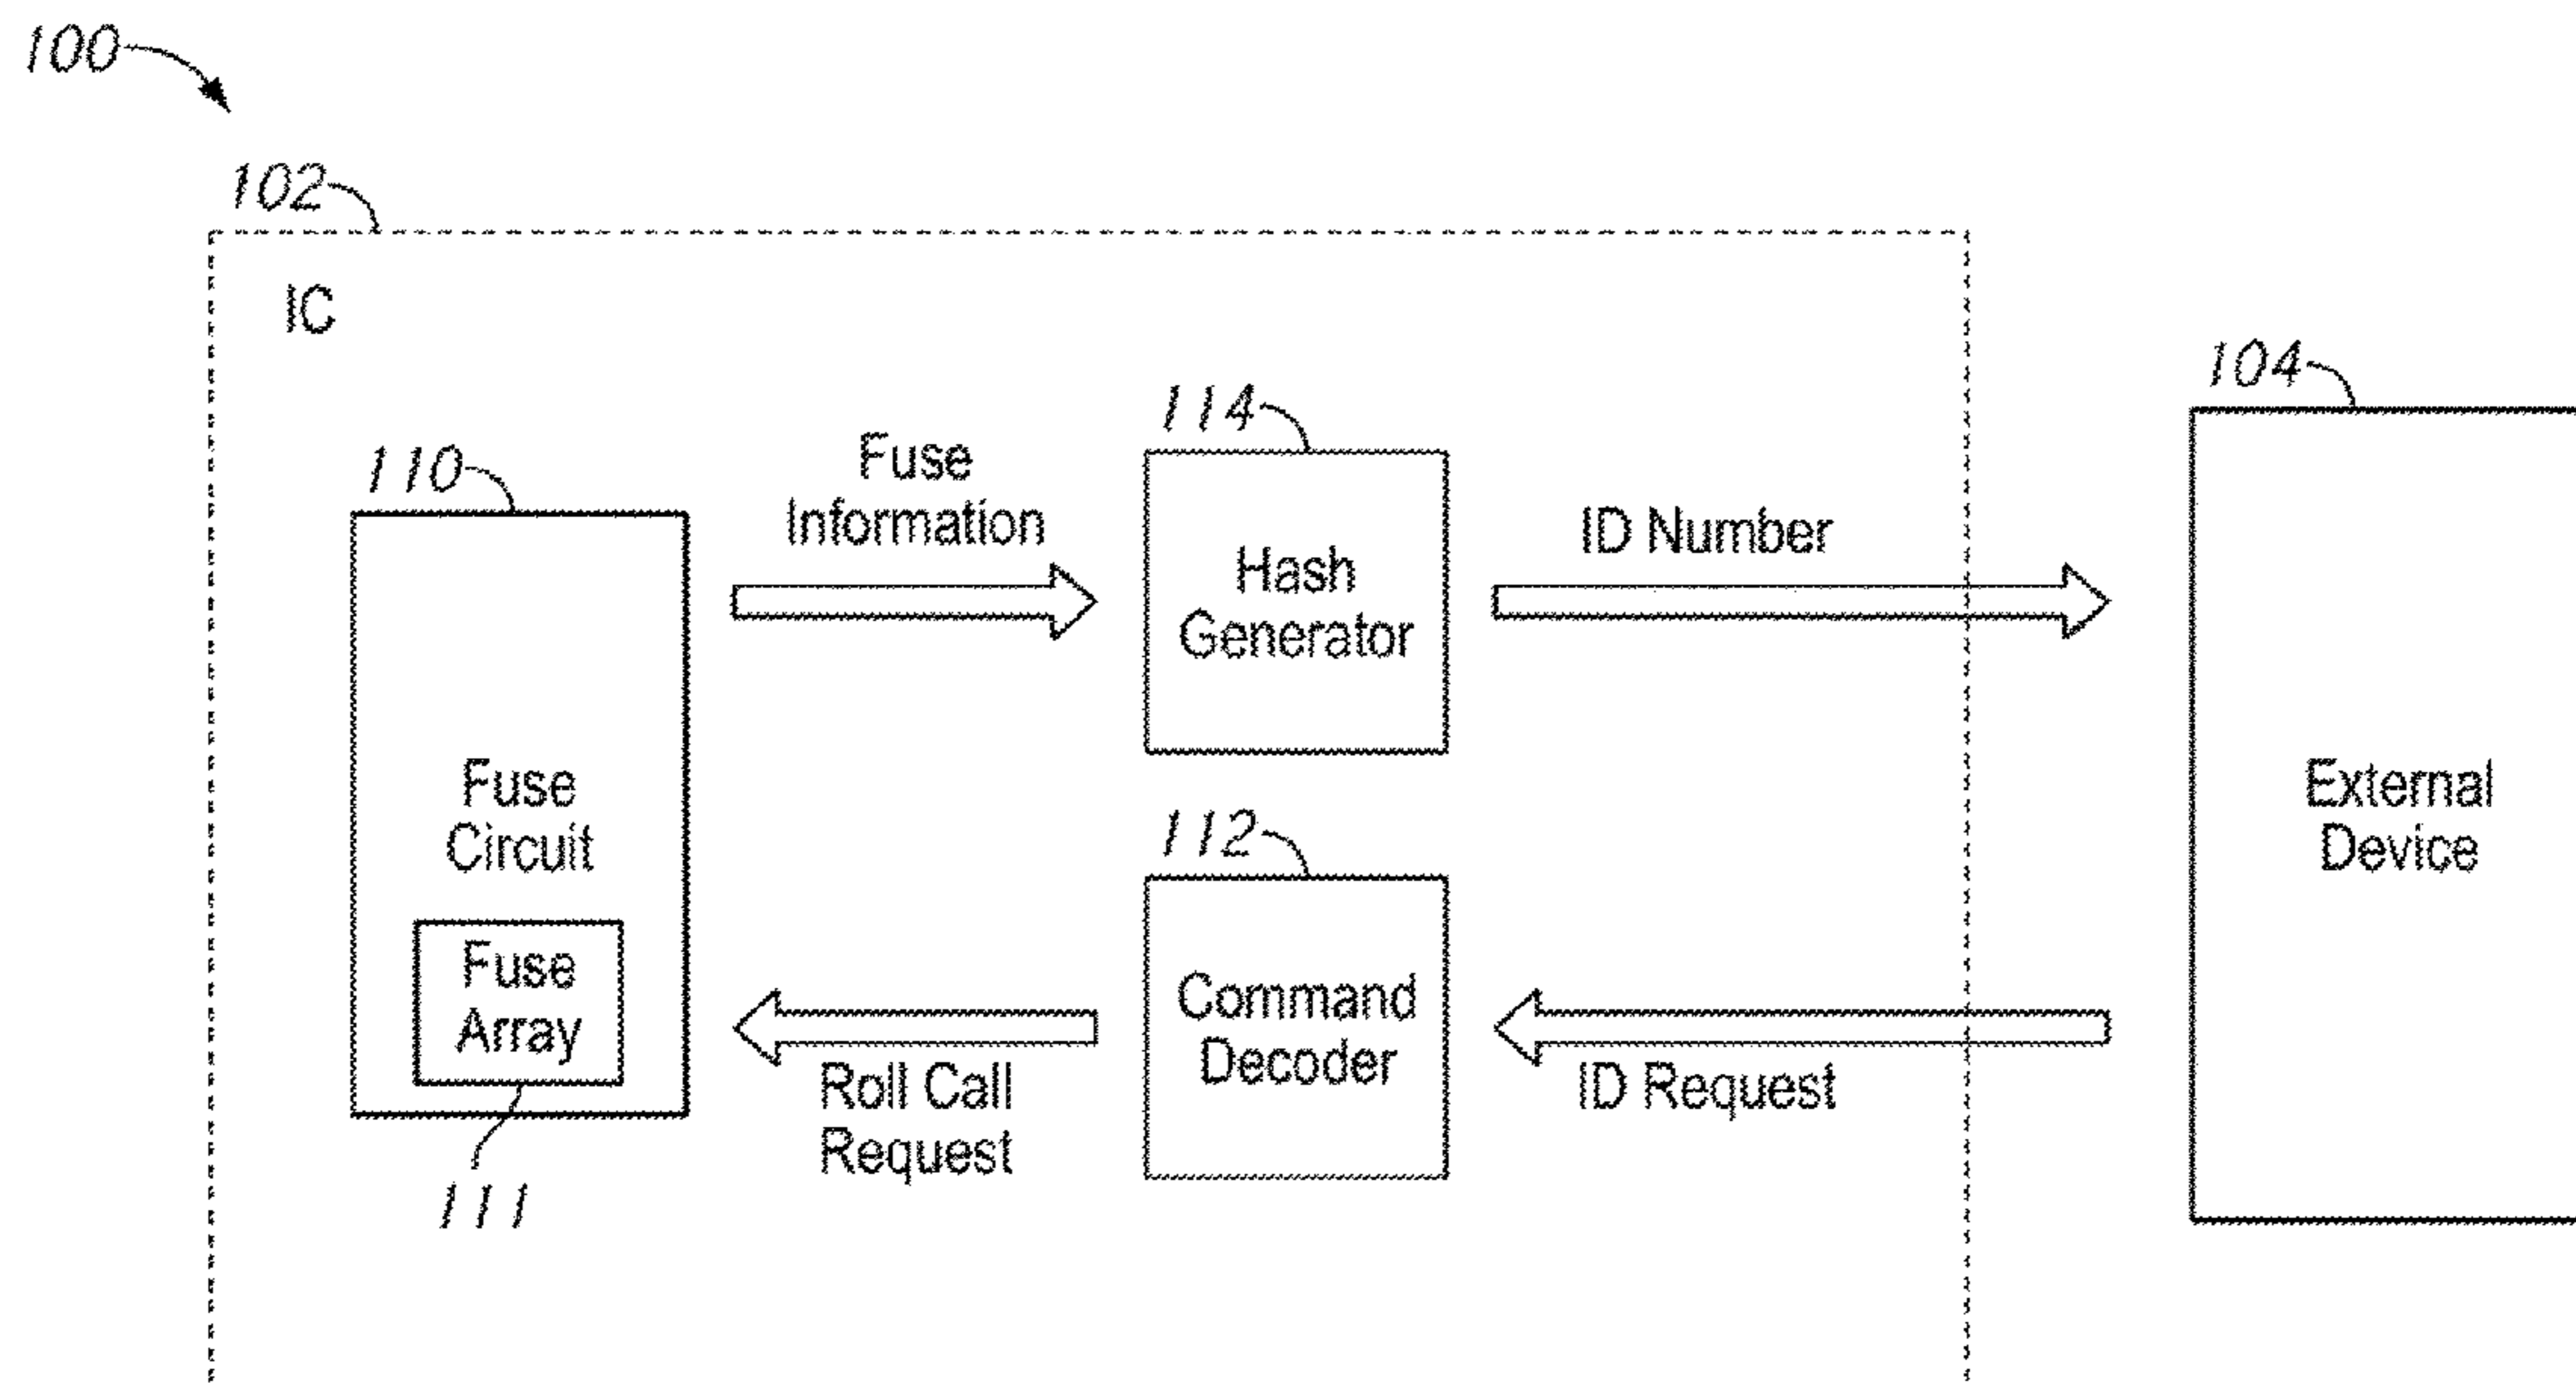 100
102
IC
104
114
110
Fuse
Information
Hash
Generator
ID Number
Fuse
Circuit
External
Device
112
Fuse
Array
Command
Decoder
Roll Call
Request
ID Request
111